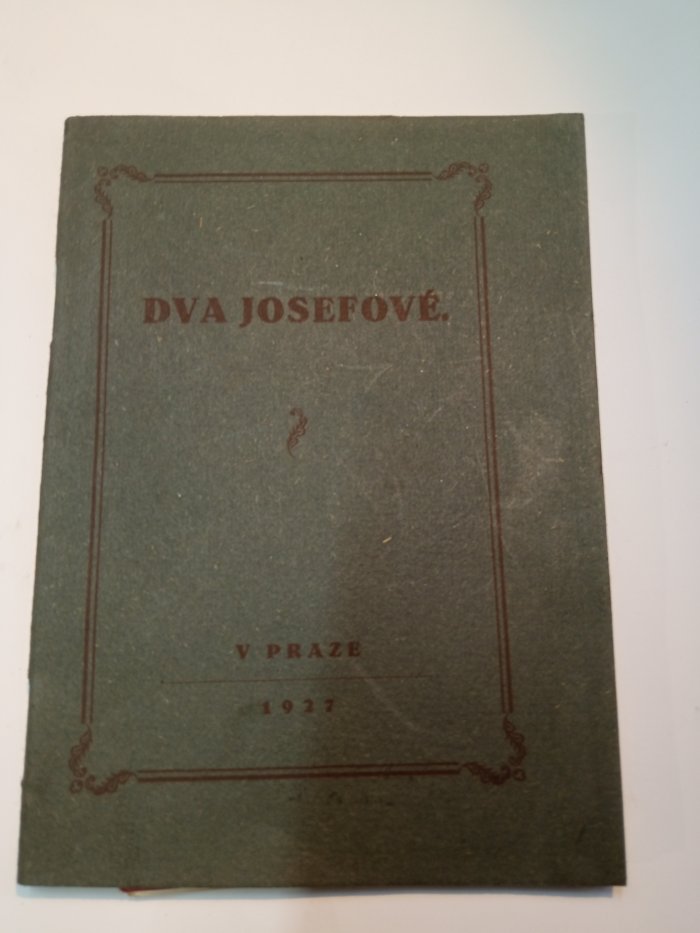 DVA JOSEFOVÉ.
V PRAZE
1927